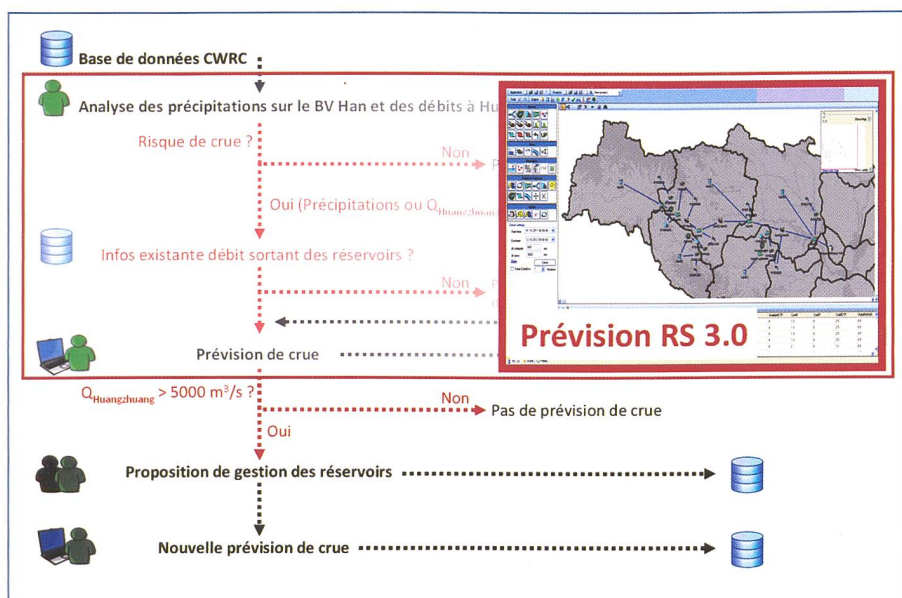 Base de données CWRC
Analyse des précipitations sur le BV Han et des débits à Hu
Risque de crue ?
Non
Oui (Précipitations ou Q Huangzhuang
Infos existante débit sortant des réservoirs ?
Non
Prévision de crue
Prévision RS 3.0
Q Huangzhuang > 5000 m³/s ?
Non
Pas de prévision de crue
Oui
Proposition de gestion des réservoirs
Nouvelle prévision de crue